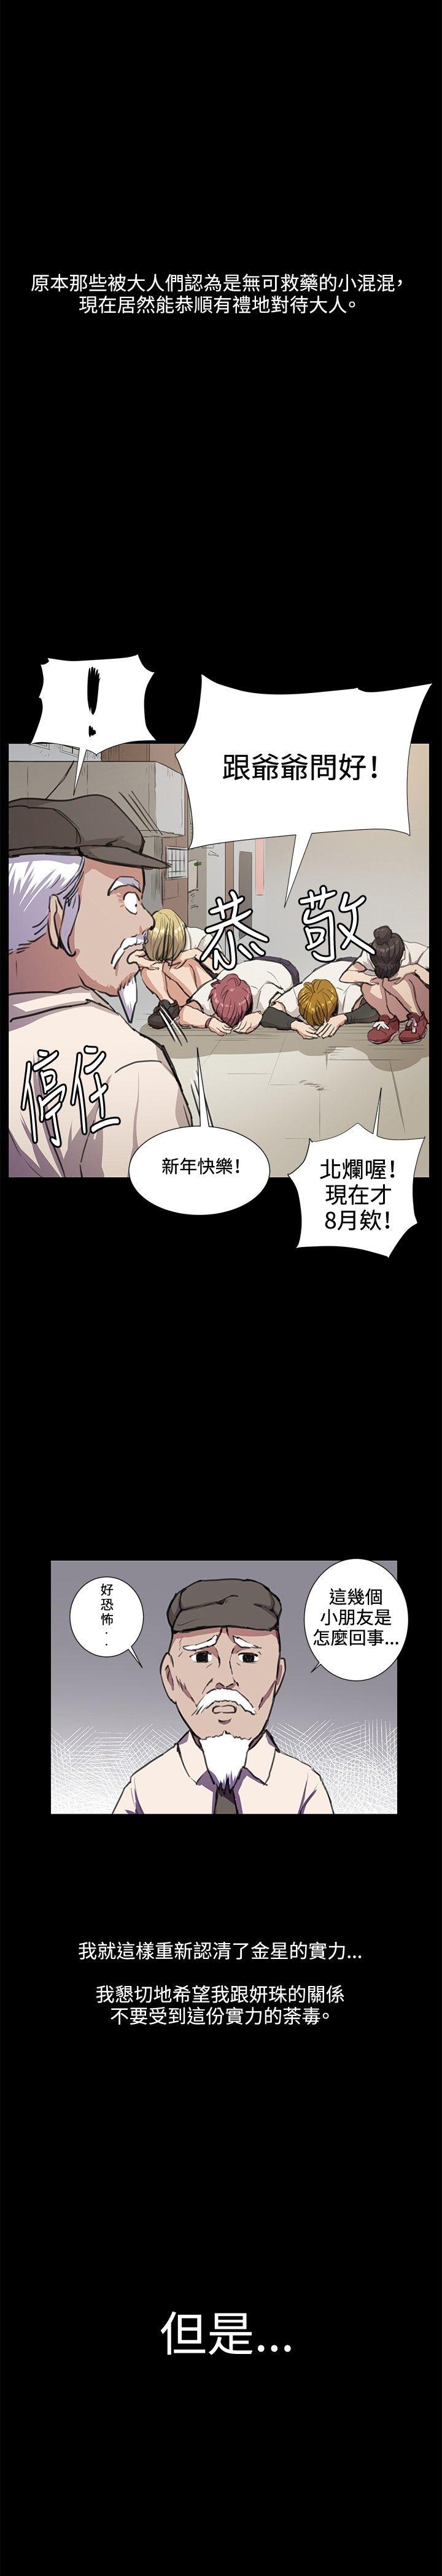 原本那些被大人們認為是無可救藥的小混混，
現在居然能恭順有禮地對待大人。
！
跟爺爺問好！
恭敬
停住
新年快樂！
北爛喔！
現在才
8月欸！
好恐怖..
這幾個
小朋友是
怎麼回事...
我就這樣重新認清了金星的實力...
我懇切地希望我跟妍珠的關係
不要受到這份實力的荼毒。
但是...